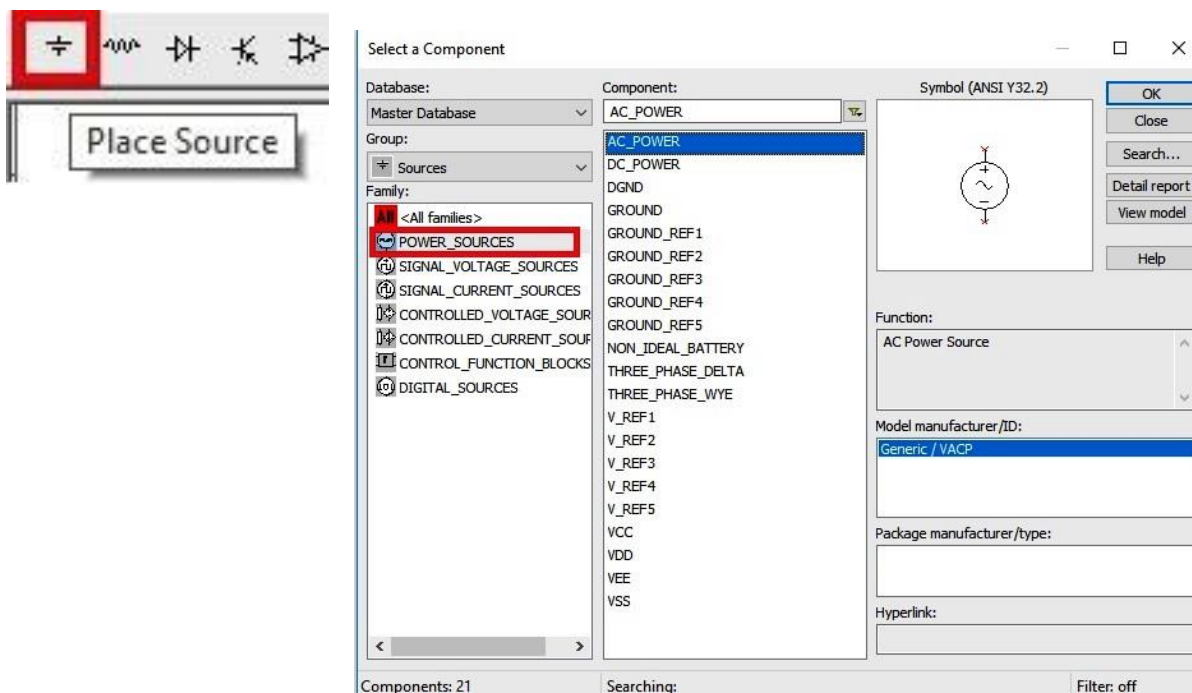 Place Source
Select a Component
Database:
Master Database
Group:
Sources
Family:
All <All families>
POWER_SOURCES
SIGNAL_VOLTAGE_SOURCES
SIGNAL_CURRENT_SOURCES
CONTROLLED_VOLTAGE_SOUR
CONTROLLED_CURRENT_SOUR
CONTROL_FUNCTION_BLOCKS
DIGITAL_SOURCES
Component:
AC_POWER
AC_POWER
DC_POWER
DGND
GROUND
GROUND_REF1
GROUND_REF2
GROUND_REF3
GROUND_REF4
GROUND_REF5
NON_IDEAL_BATTERY
THREE_PHASE_DELTA
THREE_PHASE_WYE
V_REF1
V_REF2
V_REF3
V_REF4
V_REF5
VCC
VDD
VEE
VSS
Symbol (ANSI Y32.2)
Function:
AC Power Source
Model manufacturer/ID:
Generic / VACP
Package manufacturer/type:
Hyperlink:
OK
Close
Search...
Detail report
View model
Help
Components: 21
Searching:
Filter: off